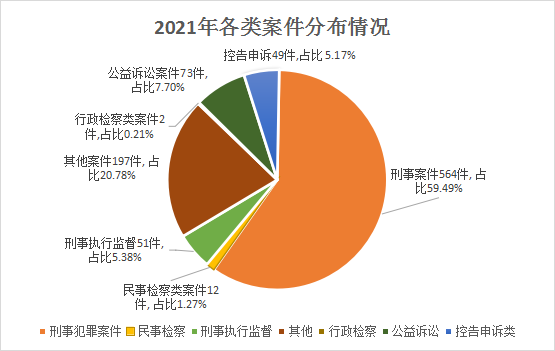 2021年各类案件分布情况
控告申诉49件,占比 5.17%
公益诉讼案件73件,
占比7.70%
行政检察类案件2
件,占比0.21%
其他案件197件, 占
比20.78%
刑事案件564件, 占
比59.49%
刑事执行监督51件,
占比5.38%
民事检察类案件12
件, 占比1.27%
刑事犯罪案件 民事检察 刑事执行监督 其他 行政检察 公益诉讼 控告申诉类